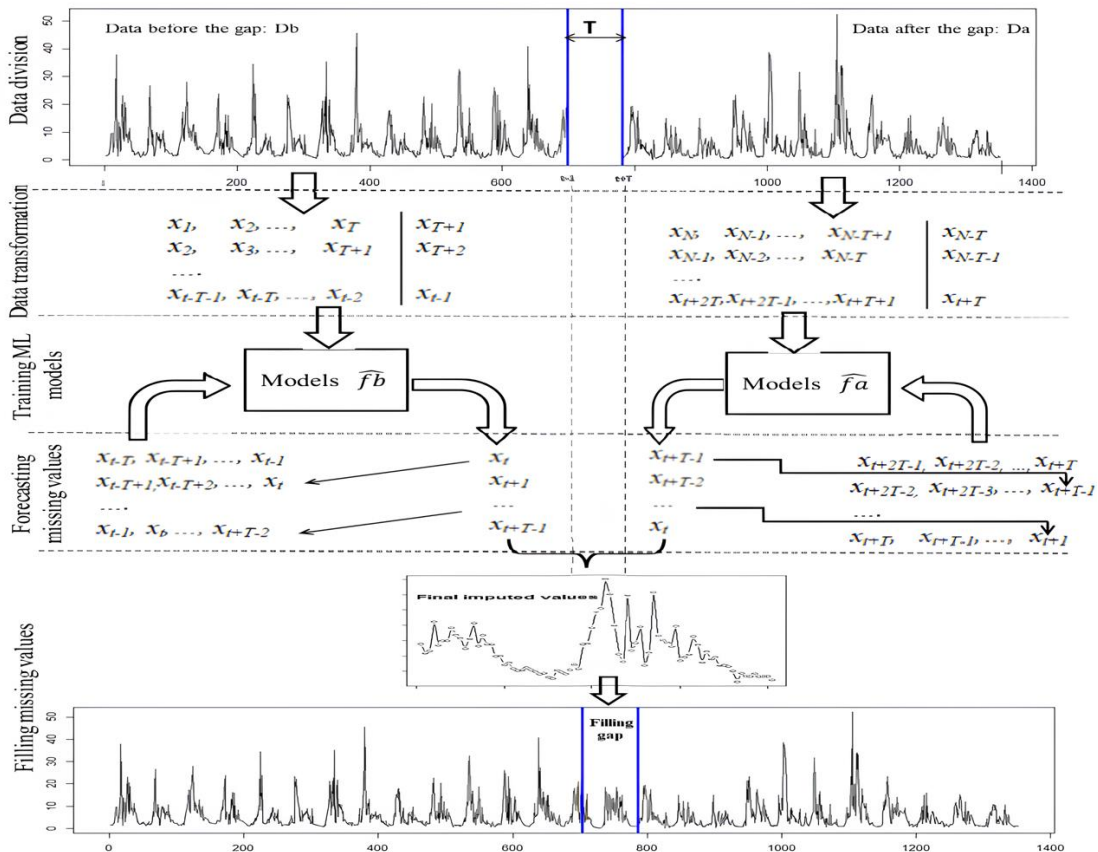 Data division
Data before the gap: Db
T
Data after the gap: Da
50
40
30
20
10
0
0
200
400
600
t-1
t+T
1000
1200
1400
Data transformation
x1, x2, ...., xT | xT+1
x2, x3, ...., xT+1 | xT+2
.....
xt-T-1, xt-T, ...., xt-2 | xt-1
xN, xN-1, ...., xN-T+1 | xN-T
xN-1, xN-2, ...., xN-T | xN-T-1
.....
xt+2T, xt+2T-1, ...., xt+T+1 | xt+T
Training ML models
Models f̂b
Models f̂a
Forecasting missing values
xt-T, xt-T+1, ...., xt-1
xt-T+1, xt-T+2, ...., xt
.....
xt-1, xt, ...., xt+T-2
xt
xt+1
....
xt+T-1
xt+T-1
xt+T-2
....
xt
xt+2T-1, xt+2T-2, ..., xt+T
xt+2T-2, xt+2T-3, ...., xt+T-1
.....
xt+T, xt+T-1, ...., xt+1
Filling missing values
Final imputed values
Filling
gap
50
40
30
20
10
0
0
200
400
600
800
1000
1200
1400